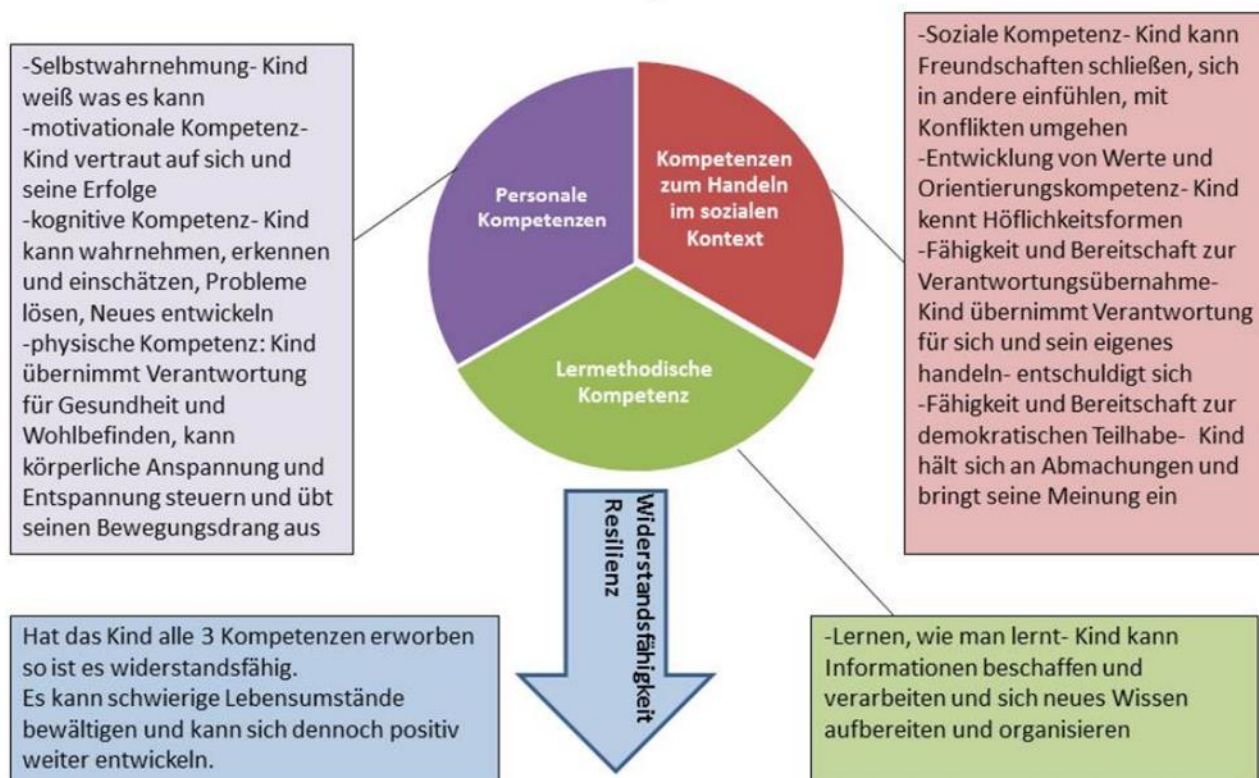 -Selbstwahrnehmung- Kind
weiß was es kann
-motivationale Kompetenz-
Kind vertraut auf sich und
seine Erfolge
-kognitive Kompetenz- Kind
kann wahrnehmen, erkennen
und einschätzen, Probleme
lösen, Neues entwickeln
-physische Kompetenz: Kind
übernimmt Verantwortung
für Gesundheit und
Wohlbefinden, kann
körperliche Anspannung und
Entspannung steuern und übt
seinen Bewegungsdrang aus
Personale
Kompetenzen
Kompetenzen
zum Handeln
im sozialen
Kontext
Lermethodische
Kompetenz
-Soziale Kompetenz- Kind kann
Freundschaften schließen, sich
in andere einfühlen, mit
Konflikten umgehen
-Entwicklung von Werte und
Orientierungskompetenz- Kind
kennt Höflichkeitsformen
-Fähigkeit und Bereitschaft zur
Verantwortungsübernahme-
Kind übernimmt Verantwortung
für sich und sein eigenes
handeln- entschuldigt sich
-Fähigkeit und Bereitschaft zur
demokratischen Teilhabe- Kind
hält sich an Abmachungen und
bringt seine Meinung ein
Widerstandsfähigkeit
Resilienz
Hat das Kind alle 3 Kompetenzen erworben
so ist es widerstandsfähig.
Es kann schwierige Lebensumstände
bewältigen und kann sich dennoch positiv
weiter entwickeln.
-Lernen, wie man lernt- Kind kann
Informationen beschaffen und
verarbeiten und sich neues Wissen
aufbereiten und organisieren